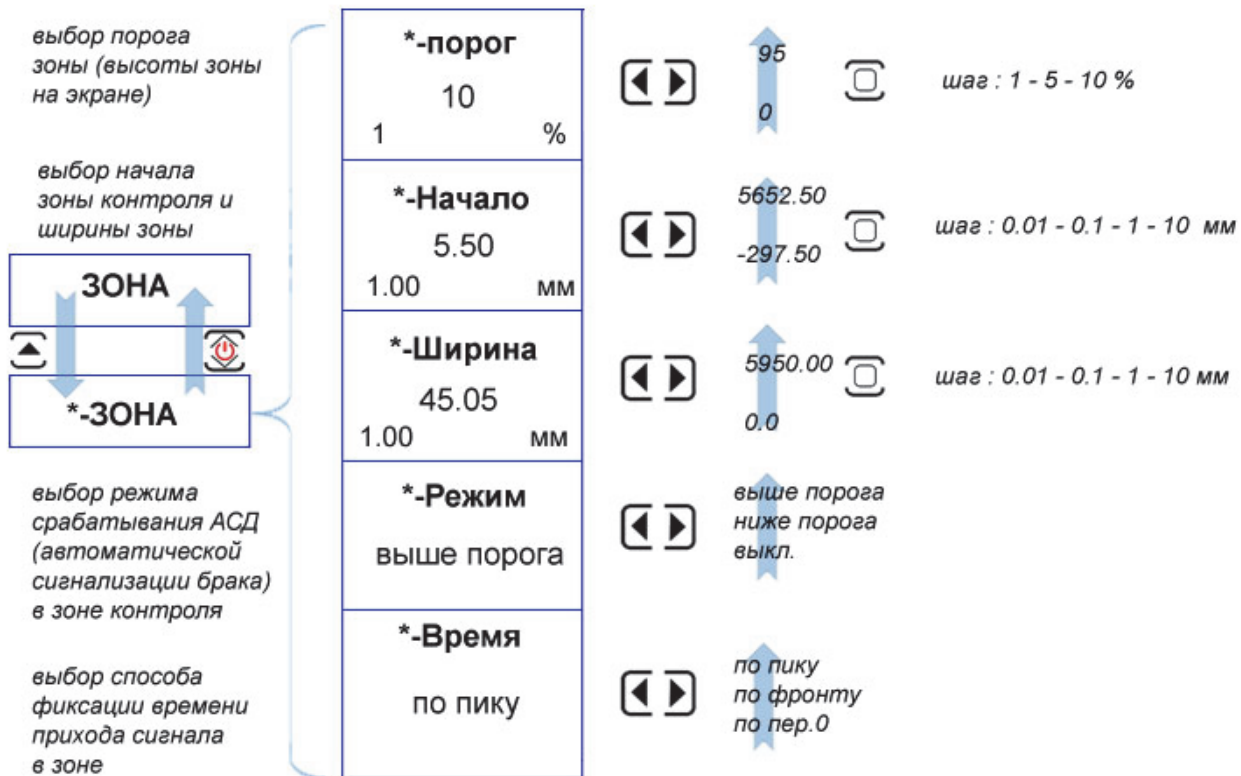 выбор порога
зоны (высоты зоны
на экране)
*-порог
10
1 %
95
0
шаг : 1 - 5 - 10 %
выбор начала
зоны контроля и
ширины зоны
*-Начало
5.50
1.00 мм
5652.50
-297.50
шаг : 0.01 - 0.1 - 1 - 10 мм
ЗОНА
*-ЗОНА
*-Ширина
45.05
1.00 мм
5950.00
0.0
шаг : 0.01 - 0.1 - 1 - 10 мм
выбор режима
срабатывания АСД
(автоматической
сигнализации брака)
в зоне контроля
*-Режим
выше порога
выше порога
ниже порога
выкл.
выбор способа
фиксации времени
прихода сигнала
в зоне
*-Время
по пику
по пику
по фронту
по пер.0